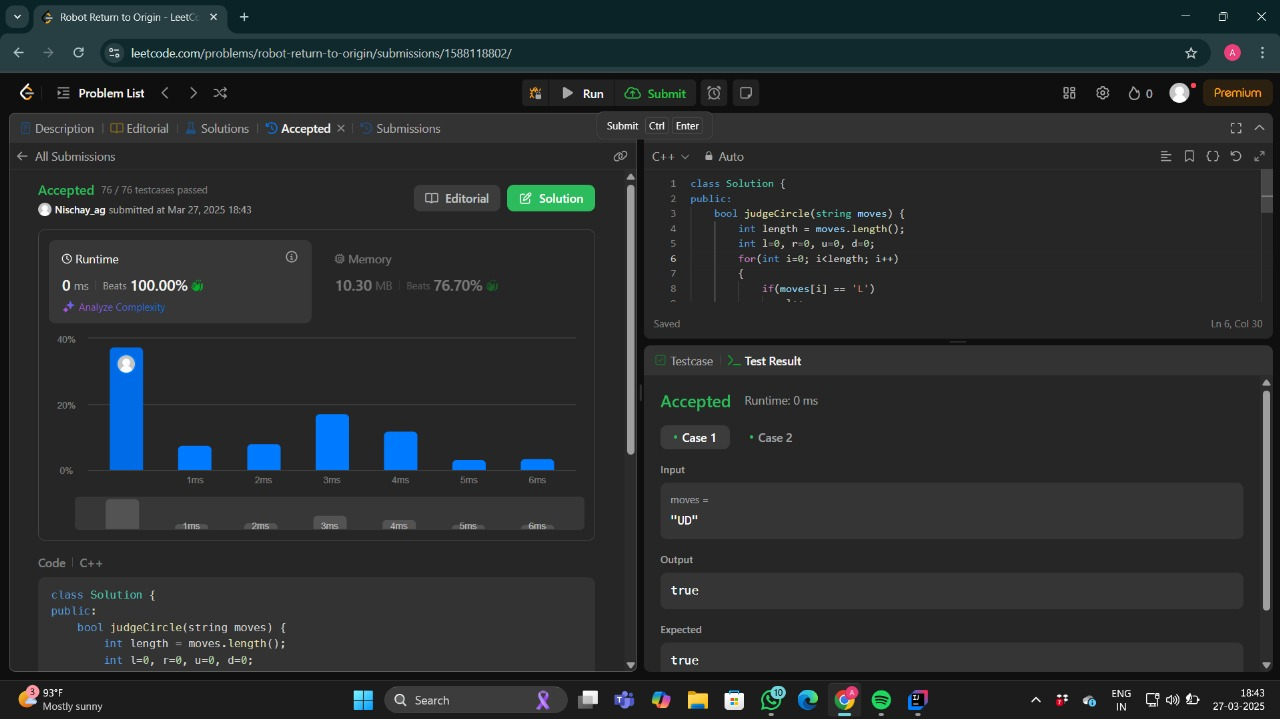 Robot Return to Origin - LeetCo
leetcode.com/problems/robot-return-to-origin/submissions/1588118802/
A
Problem List
Run
Submit
0
Premium
Description
Editorial
Solutions
Accepted
Submissions
Submit Ctrl Enter
All Submissions
Accepted 76 / 76 testcases passed
Nischay_ag submitted at Mar 27, 2025 18:43
Editorial
Solution
Runtime
0 ms | Beats 100.00%
Analyze Complexity
Memory
10.30 MB | Beats 76.70%
40%
20%
0%
1ms 2ms 3ms 4ms 5ms 6ms
1ms 2ms 3ms 4ms 5ms 6ms
Code | C++
class Solution {
public:
bool judgeCircle(string moves) {
int length = moves.length();
int l=0, r=0, u=0, d=0;
C++ Auto
1 class Solution {
2 public:
3 bool judgeCircle(string moves) {
4 int length = moves.length();
5 int l=0, r=0, u=0, d=0;
6 for(int i=0; i<length; i++)
7 {
8 if(moves[i] == 'L')
Saved
Ln 6, Col 30
Testcase
Test Result
Accepted Runtime: 0 ms
Case 1
Case 2
Input
moves =
"UD"
Output
true
Expected
true
3
93°F
Mostly sunny
Search
10
A
ENG
IN
18:43
27-03-2025